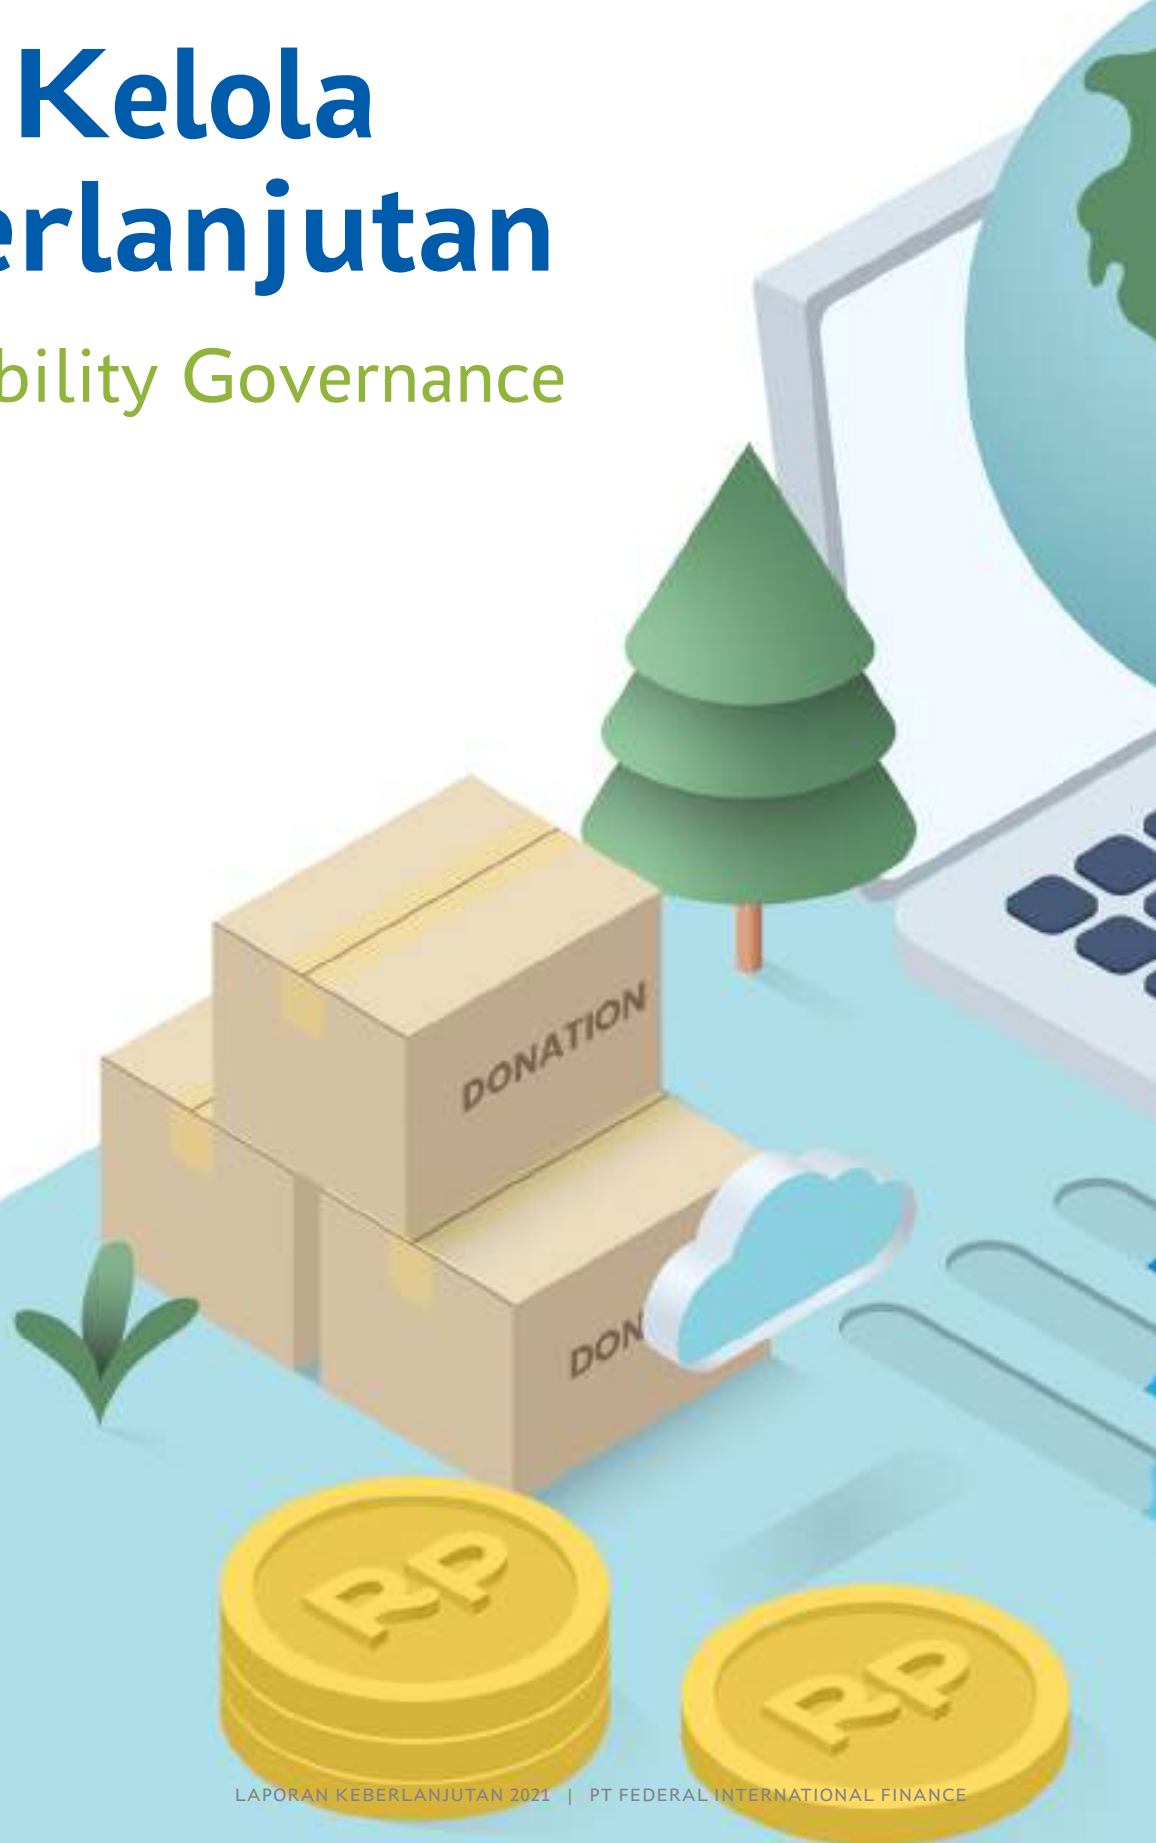 Kelola
erlanjutan
bility Governance
DONATION
DON
RP
RP
LAPORAN KEBERLANJUTAN 2021 | PT FEDERAL INTERNATIONAL FINANCE